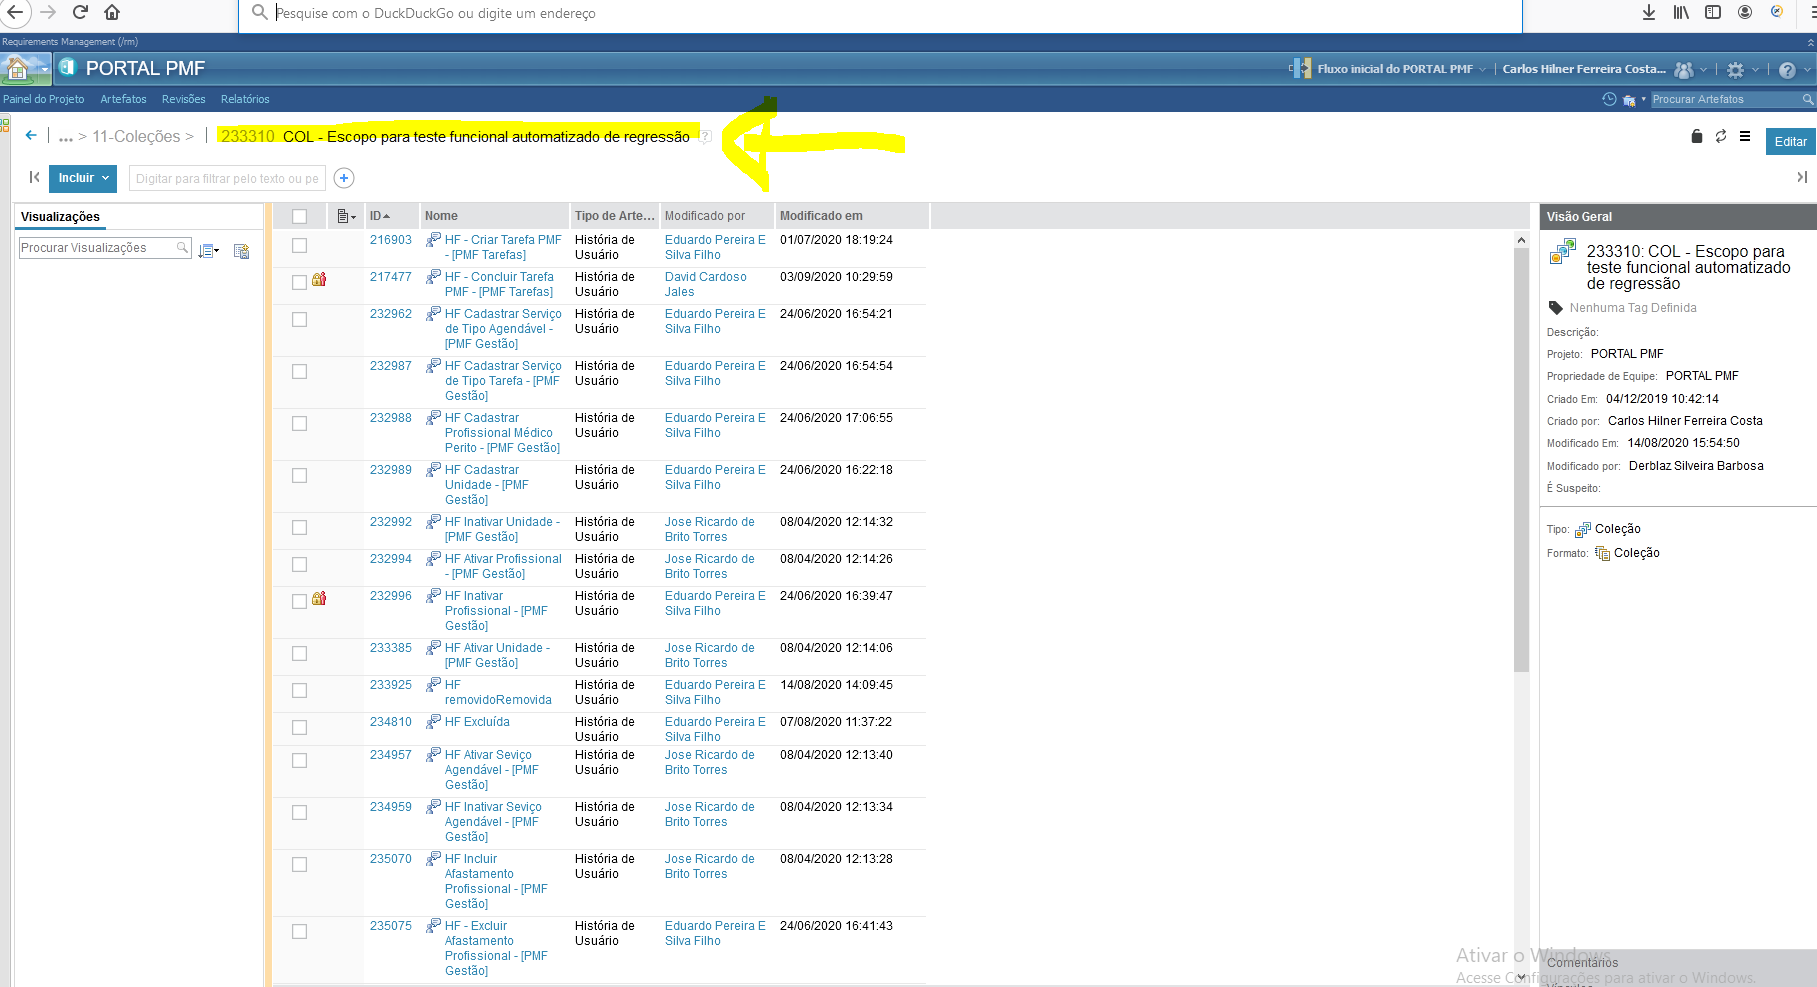 Pesquise com o DuckDuckGo ou digite um endereço
Requirements Management (/rm)
PORTAL PMF
Fluxo inicial do PORTAL PMF
Carlos Hilner Ferreira Costa...
Painel do Projeto
Artefatos
Revisões
Relatórios
Procurar Artefatos
... > 11-Coleções >
233310 COL - Escopo para teste funcional automatizado de regressão
Editar
Incluir
Digitar para filtrar pelo texto ou pe
Visualizações
Procurar Visualizações
ID Nome Tipo de Arte... Modificado por Modificado em
216903 HF - Criar Tarefa PMF História de Eduardo Pereira E 01/07/2020 18:19:24
- [PMF Tarefas] Usuário Silva Filho
217477 HF - Concluir Tarefa História de David Cardoso 03/09/2020 10:29:59
PMF - [PMF Tarefas] Usuário Jales
232962 HF Cadastrar Serviço História de Eduardo Pereira E 24/06/2020 16:54:21
de Tipo Agendável - Usuário Silva Filho
[PMF Gestão]
232987 HF Cadastrar Serviço História de Eduardo Pereira E 24/06/2020 16:54:54
de Tipo Tarefa - [PMF Usuário Silva Filho
Gestão]
232988 HF Cadastrar História de Eduardo Pereira E 24/06/2020 17:06:55
Profissional Médico Usuário Silva Filho
Perito - [PMF Gestão]
232989 HF Cadastrar História de Eduardo Pereira E 24/06/2020 16:22:18
Unidade - [PMF Usuário Silva Filho
Gestão]
232992 HF Inativar Unidade - História de Jose Ricardo de 08/04/2020 12:14:32
[PMF Gestão] Usuário Brito Torres
232994 HF Ativar Profissional História de Jose Ricardo de 08/04/2020 12:14:26
- [PMF Gestão] Usuário Brito Torres
232996 HF Inativar História de Eduardo Pereira E 24/06/2020 16:39:47
Profissional - [PMF Usuário Silva Filho
Gestão]
233385 HF Ativar Unidade - História de Jose Ricardo de 08/04/2020 12:14:06
[PMF Gestão] Usuário Brito Torres
233925 HF História de Eduardo Pereira E 14/08/2020 14:09:45
removidoRemovida Usuário Silva Filho
234810 HF Excluída História de Eduardo Pereira E 07/08/2020 11:37:22
Usuário Silva Filho
234957 HF Ativar Seviço História de Jose Ricardo de 08/04/2020 12:13:40
Agendável - [PMF Usuário Brito Torres
Gestão]
234959 HF Inativar Seviço História de Jose Ricardo de 08/04/2020 12:13:34
Agendável - [PMF Usuário Brito Torres
Gestão]
235070 HF Incluir História de Jose Ricardo de 08/04/2020 12:13:28
Afastamento Usuário Brito Torres
Profissional - [PMF
Gestão]
235075 HF - Excluir História de Eduardo Pereira E 24/06/2020 16:41:43
Afastamento Usuário Silva Filho
Profissional - [PMF
Gestão]
Visão Geral
233310: COL - Escopo para
teste funcional automatizado
de regressão
Nenhuma Tag Definida
Descrição:
Projeto: PORTAL PMF
Propriedade de Equipe: PORTAL PMF
Criado Em: 04/12/2019 10:42:14
Criado por: Carlos Hilner Ferreira Costa
Modificado Em: 14/08/2020 15:54:50
Modificado por: Derblaz Silveira Barbosa
É Suspeito:
Tipo: Coleção
Formato: Coleção
Ativar o Windows
Comentários
Acesse Configurações para ativar o Windows.